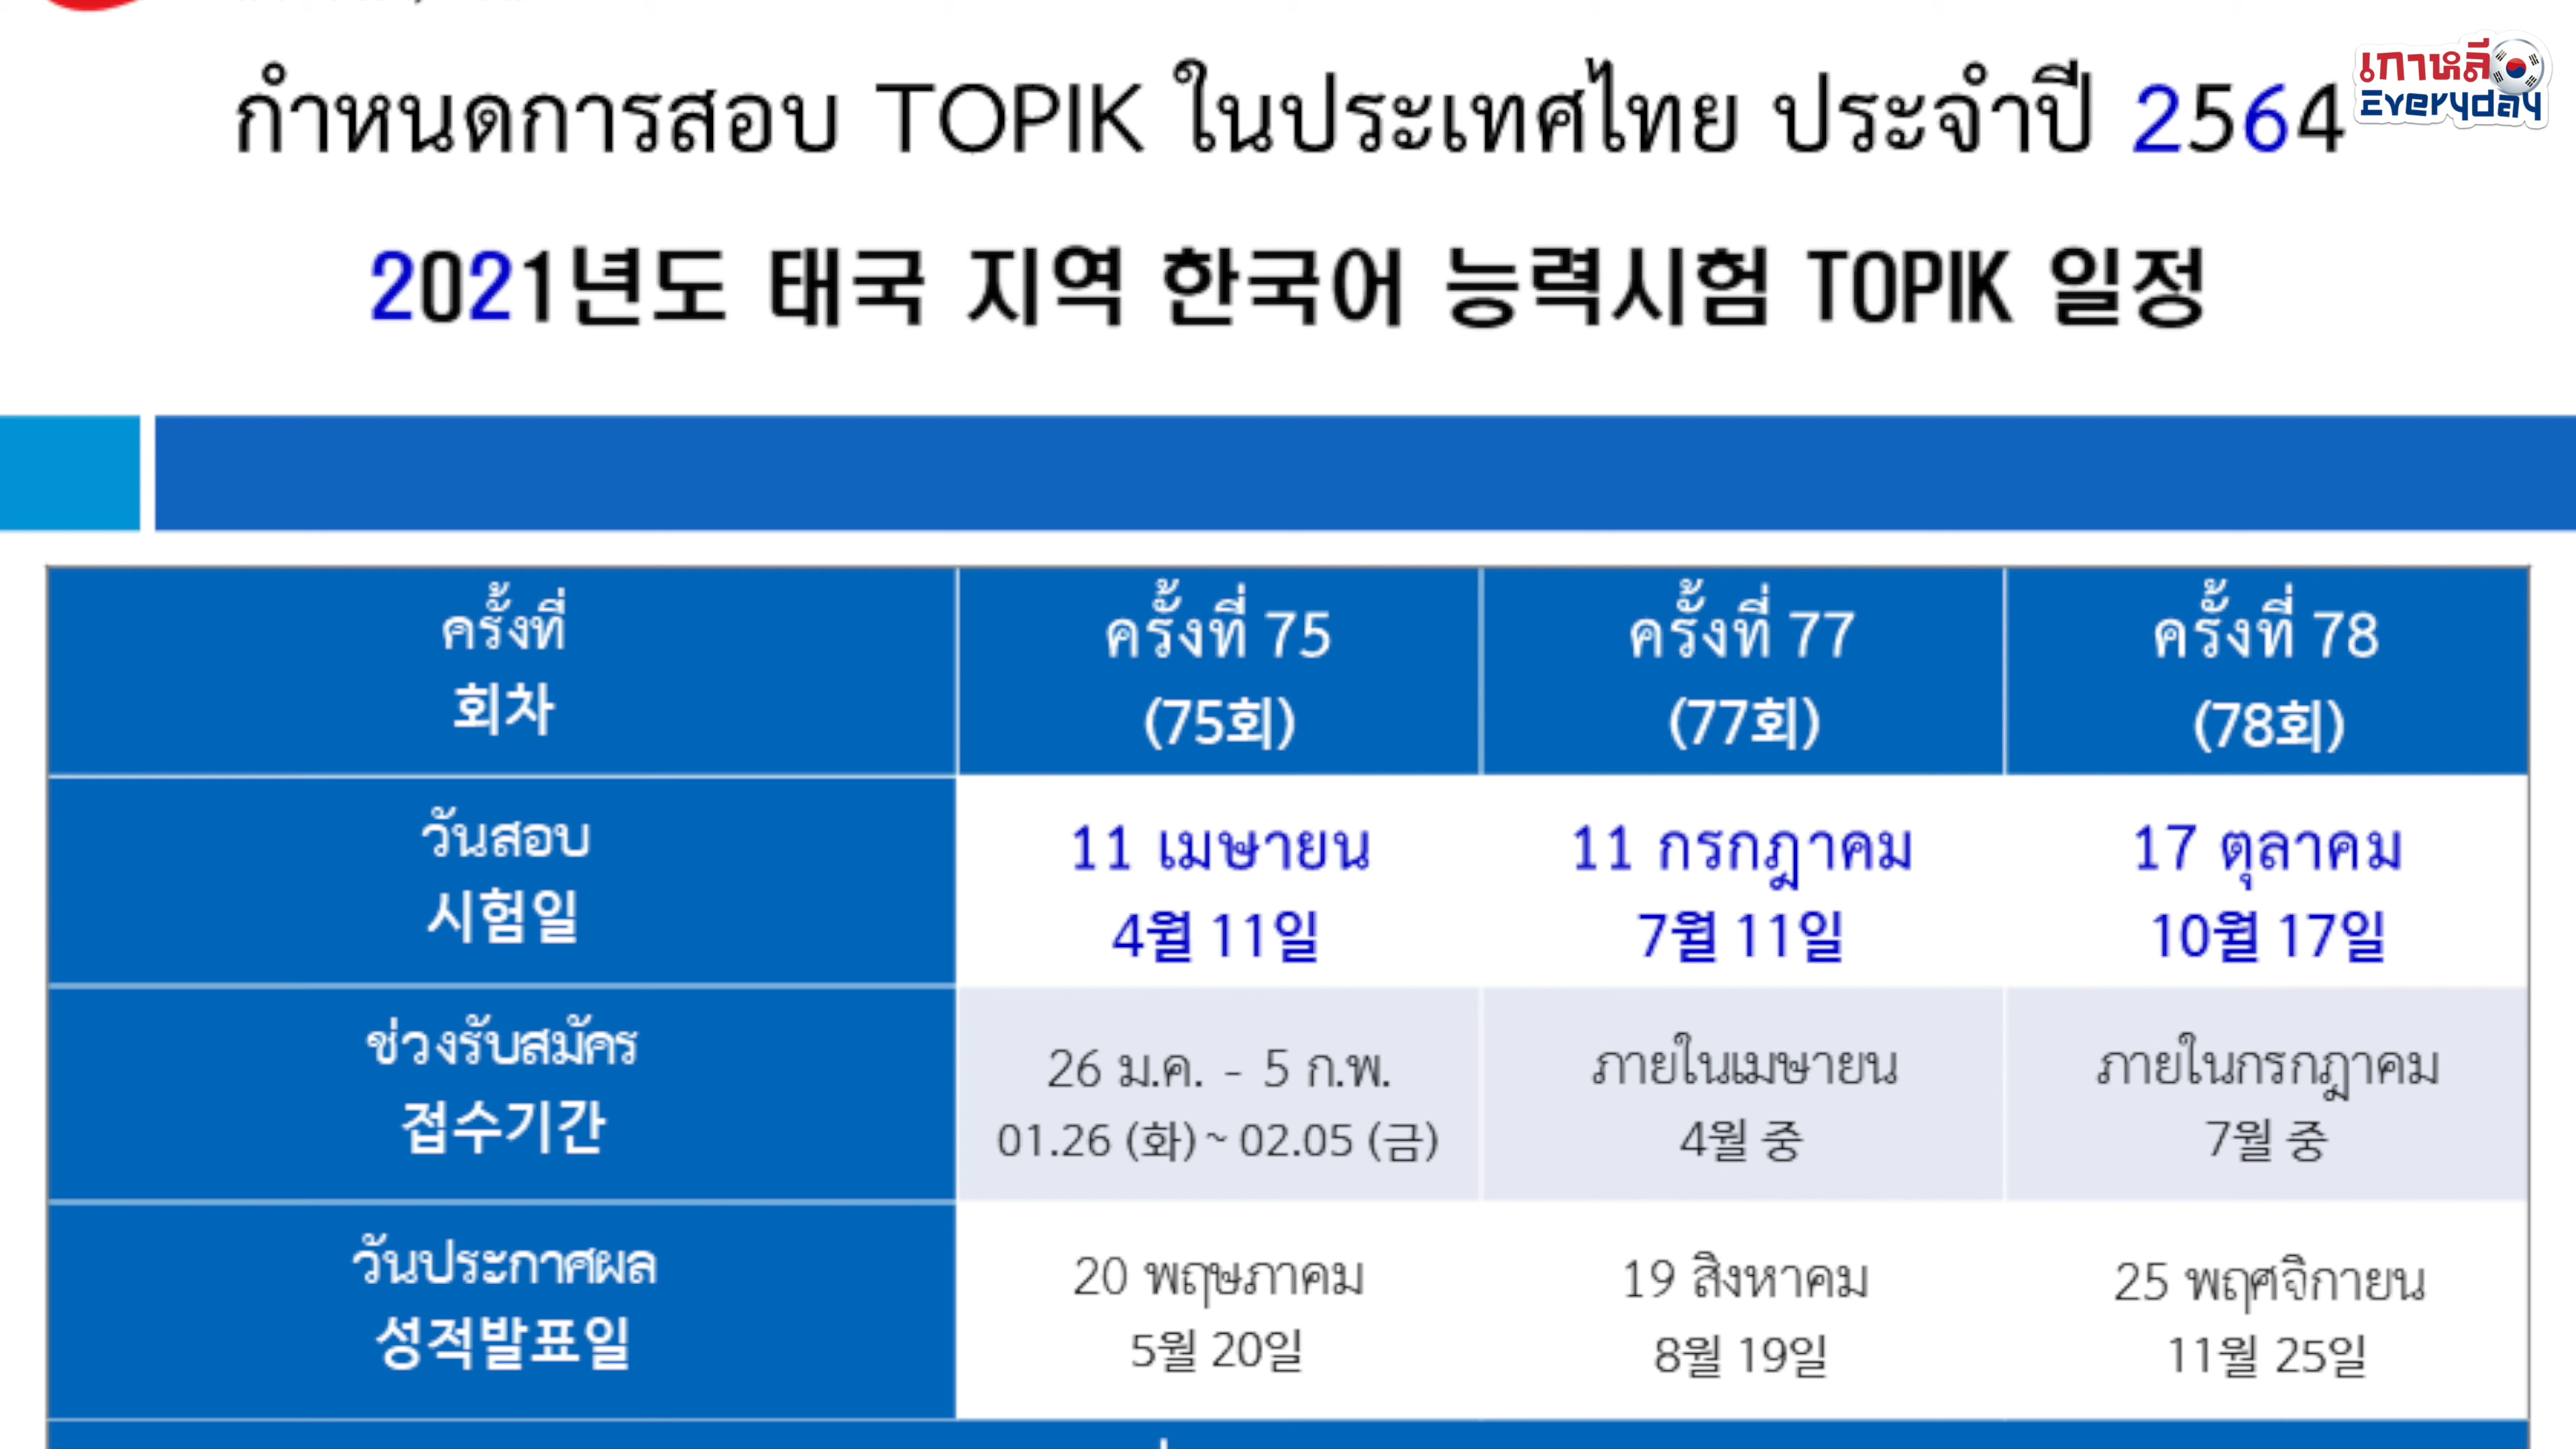 กำหนดการสอบ TOPIK ในประเทศไทย ประจำปี 2564
เกาหลี
Everyday
2021년도 태국 지역 한국어 능력시험 TOPIK 일정
ครั้งที่
회차
ครั้งที่ 75
(75회)
ครั้งที่ 77
(77회)
ครั้งที่ 78
(78회)
วันสอบ
시험일
11 เมษายน
4월 11일
11 กรกฎาคม
7월 11일
17 ตุลาคม
10월 17일
ช่วงรับสมัคร
접수기간
26 ม.ค. - 5 ก.พ.
01.26 (화) ~ 02.05 (금)
ภายในเมษายน
4월 중
ภายในกรกฎาคม
7월 중
วันประกาศผล
성적발표일
20 พฤษภาคม
5월 20일
19 สิงหาคม
8월 19일
25 พฤศจิกายน
11월 25일